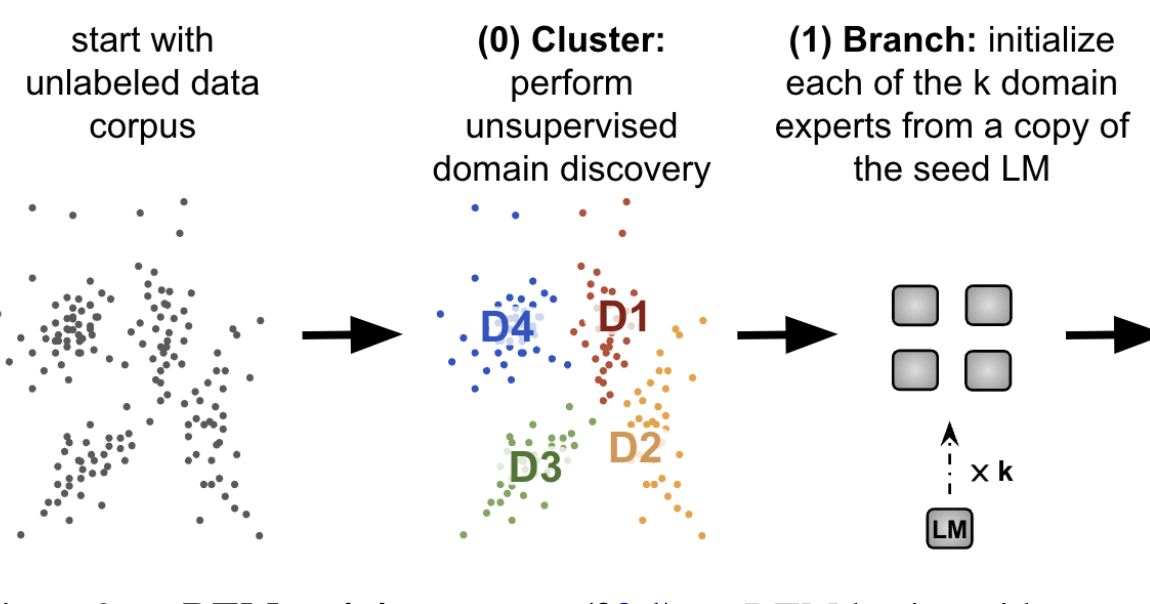 start with
unlabeled data
corpus
(0) Cluster:
perform
unsupervised
domain discovery
(1) Branch: initialize
each of the k domain
experts from a copy of
the seed LM
D4
D1
D3
D2
x k
LM